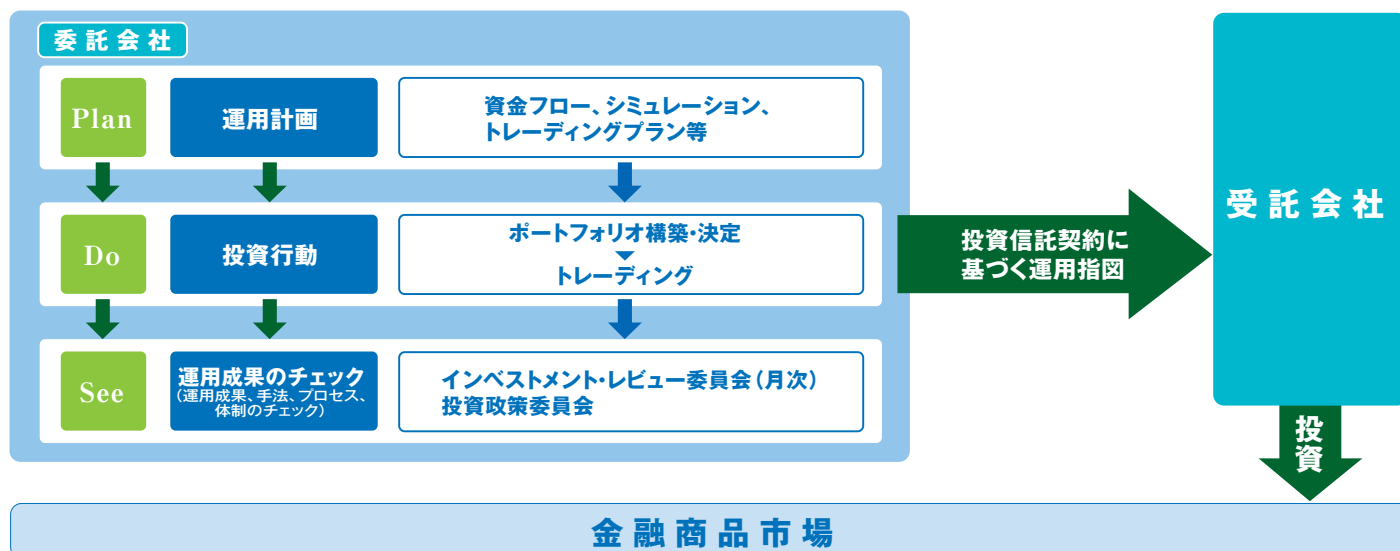 委託会社
Plan
運用計画
資金フロー、シミュレーション、
トレーディングプラン等
Do
投資行動
ポートフォリオ構築・決定
トレーディング
See
運用成果のチェック
(運用成果、手法、プロセス、
体制のチェック)
インベストメント・レビュー委員会(月次)
投資政策委員会
投資信託契約に
基づく運用指図
受託会社
投資
金融商品市場